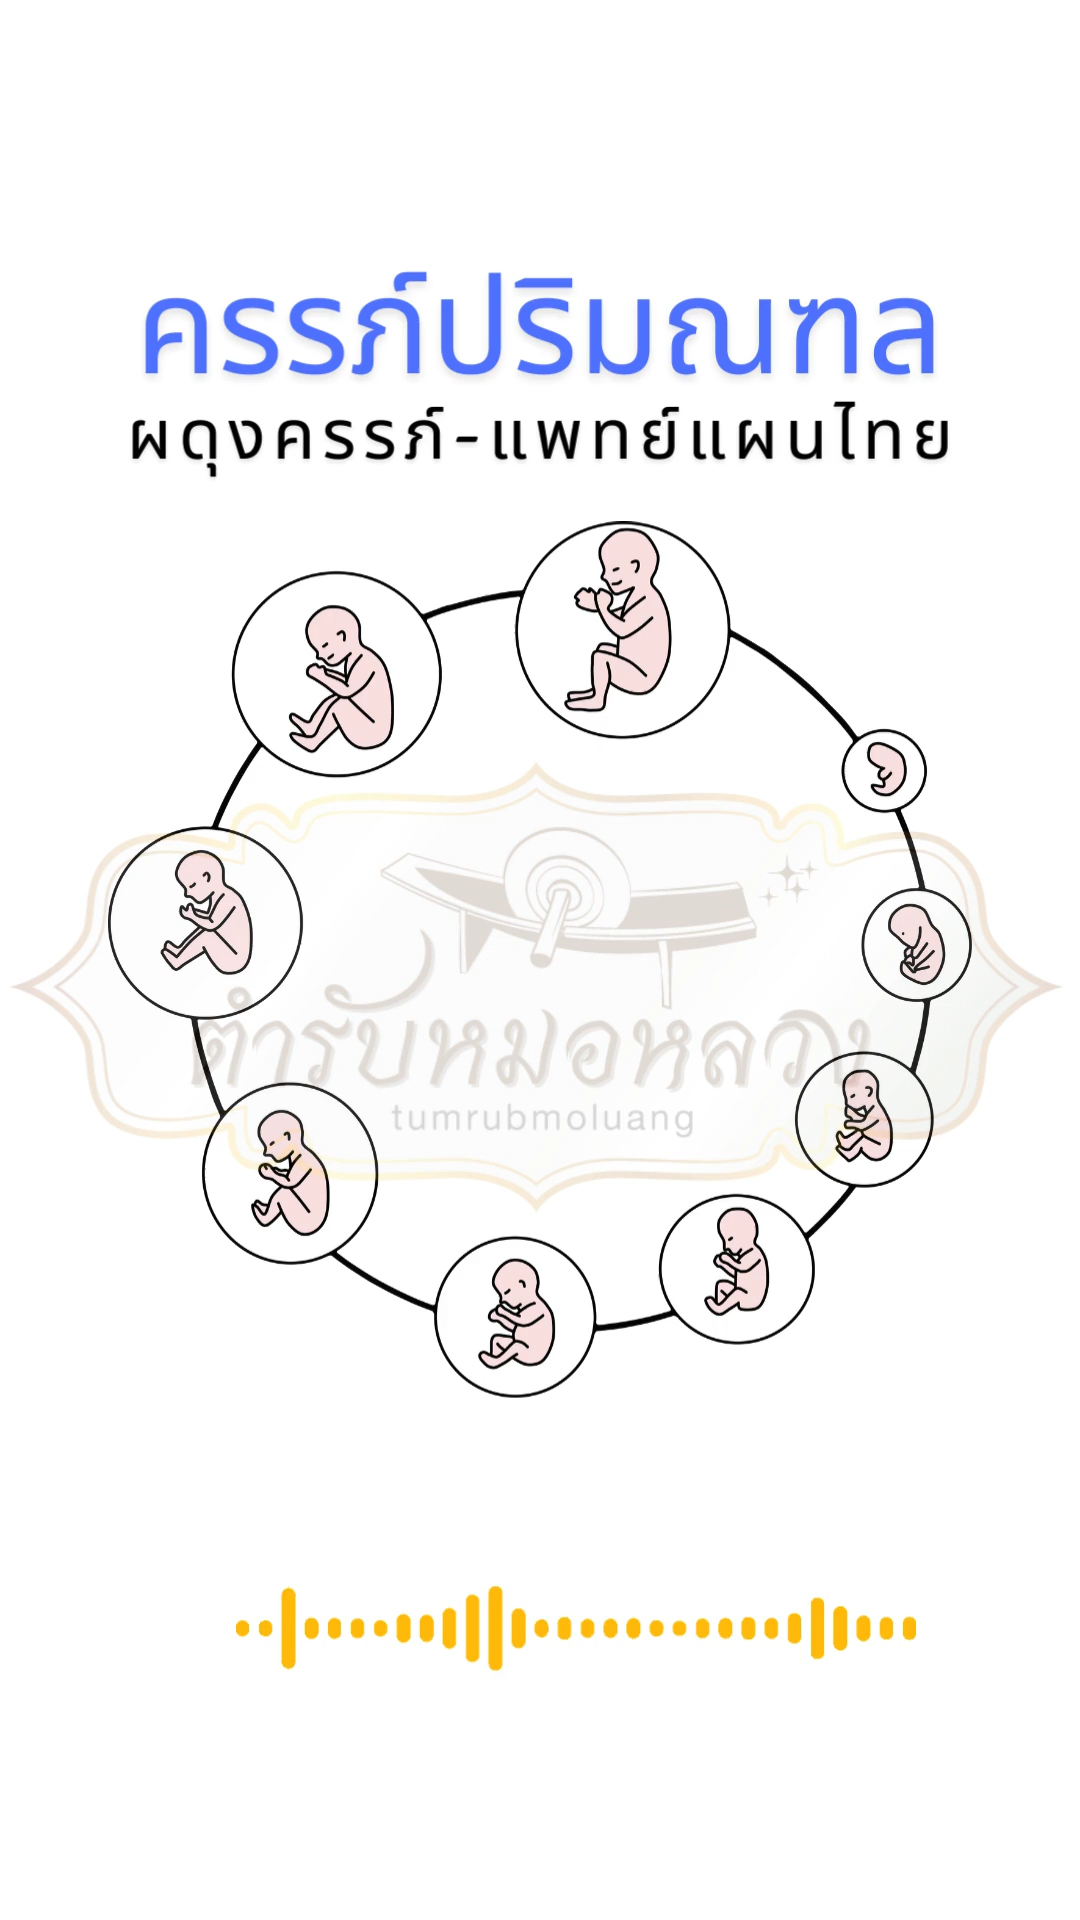 ครรภ์ปริมณฑล
ผดุงครรภ์-แพทย์แผนไทย
ตำรับหมอหลวง
tumrubmoluang